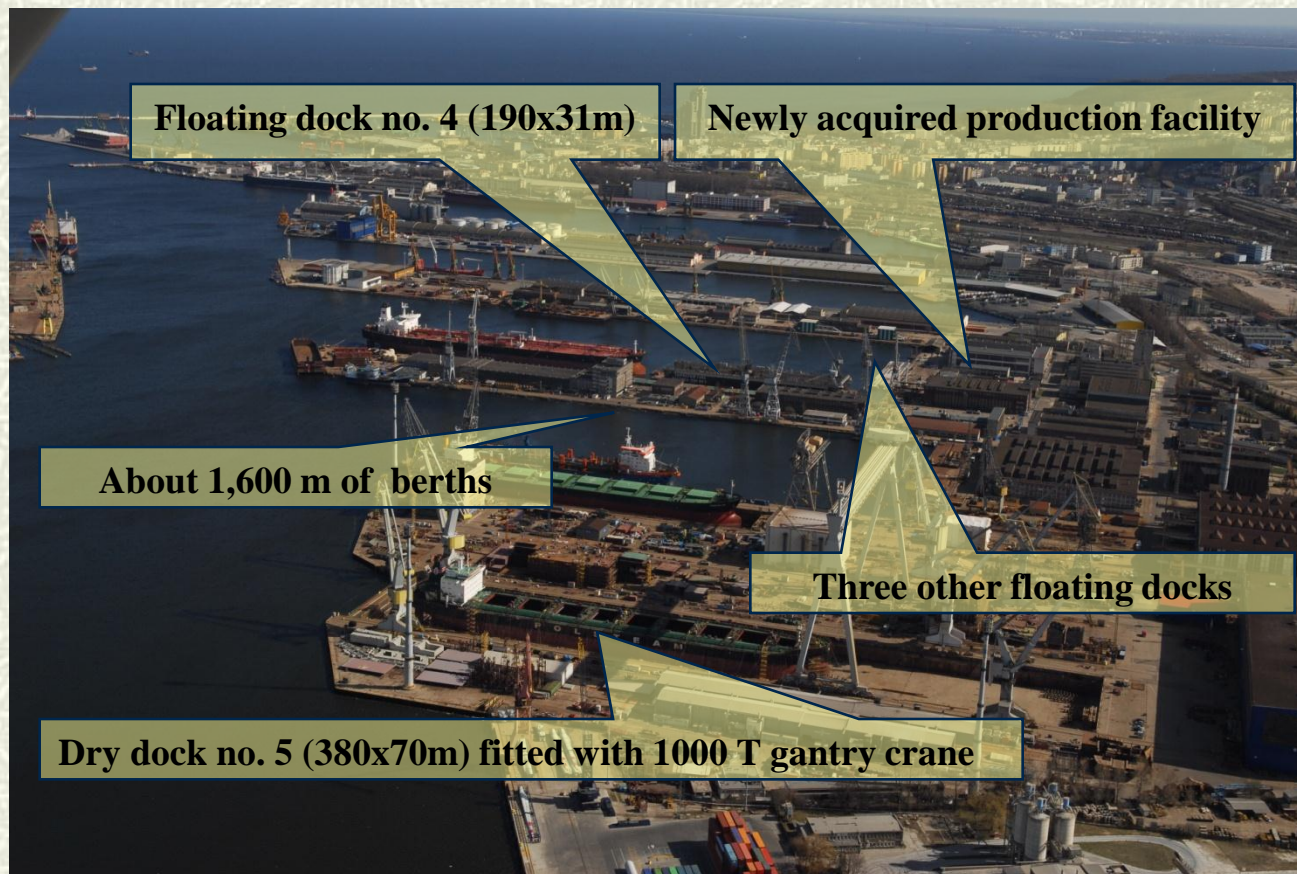 Floating dock no. 4 (190x31m)
Newly acquired production facility
About 1,600 m of berths
Three other floating docks
Dry dock no. 5 (380x70m) fitted with 1000 T gantry crane